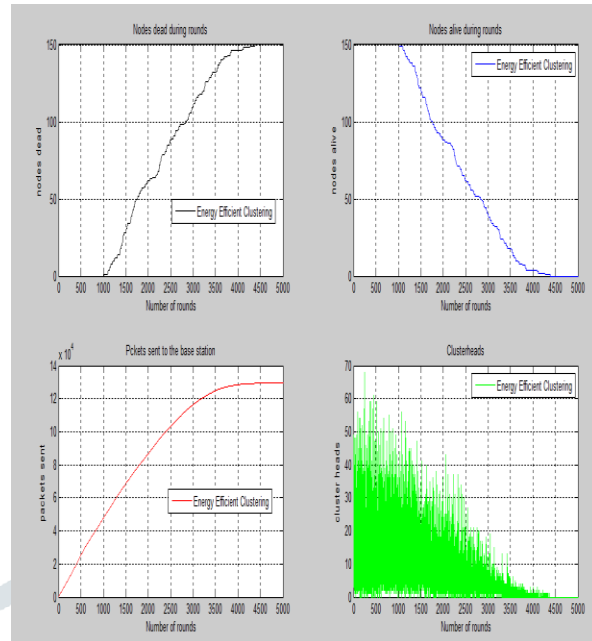 Nodes dead during rounds
150
100
50
0
nodes dead
Energy Efficient Clustering
0 500 1000 1500 2000 2500 3000 3500 4000 4500 5000
Number of rounds
Nodes alive during rounds
150
100
50
0
nodes alive
Energy Efficient Clustering
0 500 1000 1500 2000 2500 3000 3500 4000 4500 5000
Number of rounds
Pckets sent to the base station
x 10^4
14
12
10
8
6
4
2
0
packets sent
Energy Efficient Clustering
0 500 1000 1500 2000 2500 3000 3500 4000 4500 5000
Number of rounds
Clusterheads
70
60
50
40
30
20
10
0
cluster heads
Energy Efficient Clustering
0 500 1000 1500 2000 2500 3000 3500 4000 4500 5000
Number of rounds